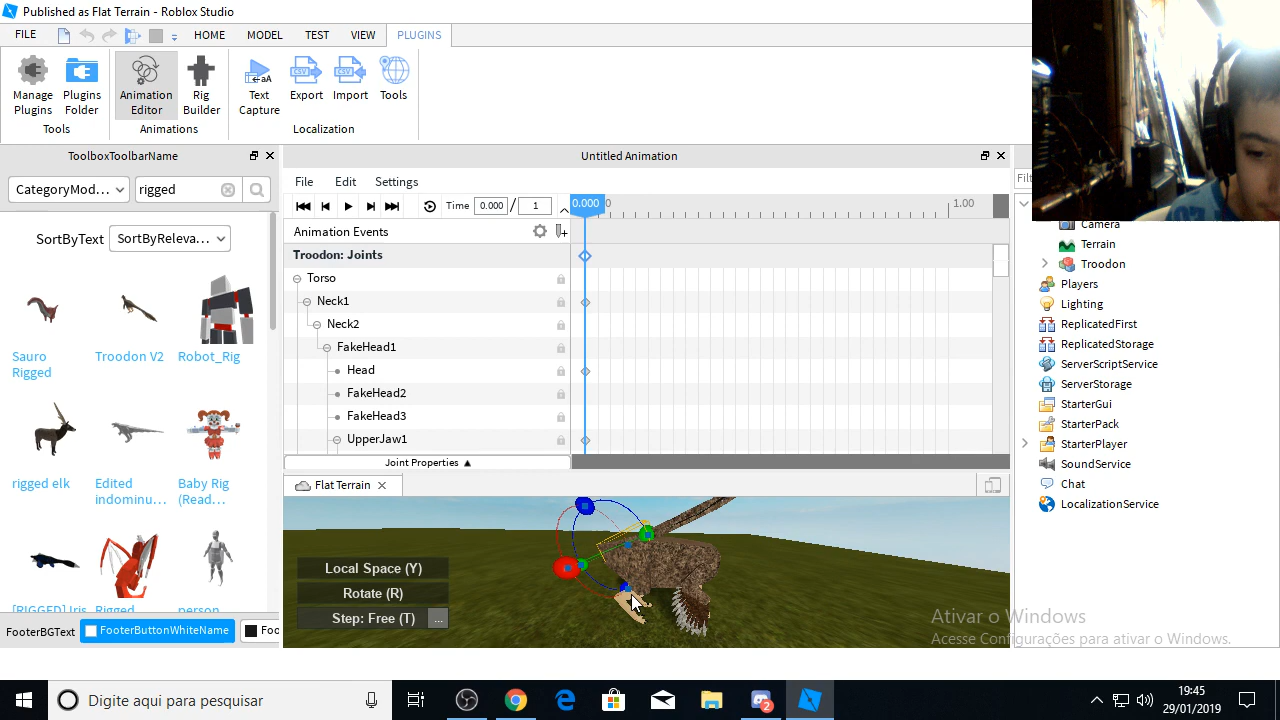 Published as Flat Terrain - Roblox Studio
FILE HOME MODEL TEST VIEW PLUGINS
Manage Plugins
Plugins Folder
Animation Editor
Rig Builder
Text Capture
Export
Import
Tools
Tools Animations Localization
ToolboxToolbarName
CategoryMod... rigged
SortByText SortByReleva...
Sauro Rigged
Troodon V2
Robot_Rig
rigged elk
Edited indominu...
Baby Rig (Read...
[RIGGED] Iris
Rigged
person
FooterBGText FooterButtonWhiteName Foo
Untitled Animation
File Edit Settings
Time 0.000 / 1
0.000 0 1.00
Animation Events
Troodon: Joints
Torso
Neck1
Neck2
FakeHead1
Head
FakeHead2
FakeHead3
UpperJaw1
Joint Properties ▲
Flat Terrain
Local Space (Y)
Rotate (R)
Step: Free (T) ...
Filt
Camera
Terrain
Troodon
Players
Lighting
ReplicatedFirst
ReplicatedStorage
ServerScriptService
ServerStorage
StarterGui
StarterPack
StarterPlayer
SoundService
Chat
LocalizationService
Ativar o Windows
Acesse Configurações para ativar o Windows.
Digite aqui para pesquisar
2
19:45
29/01/2019